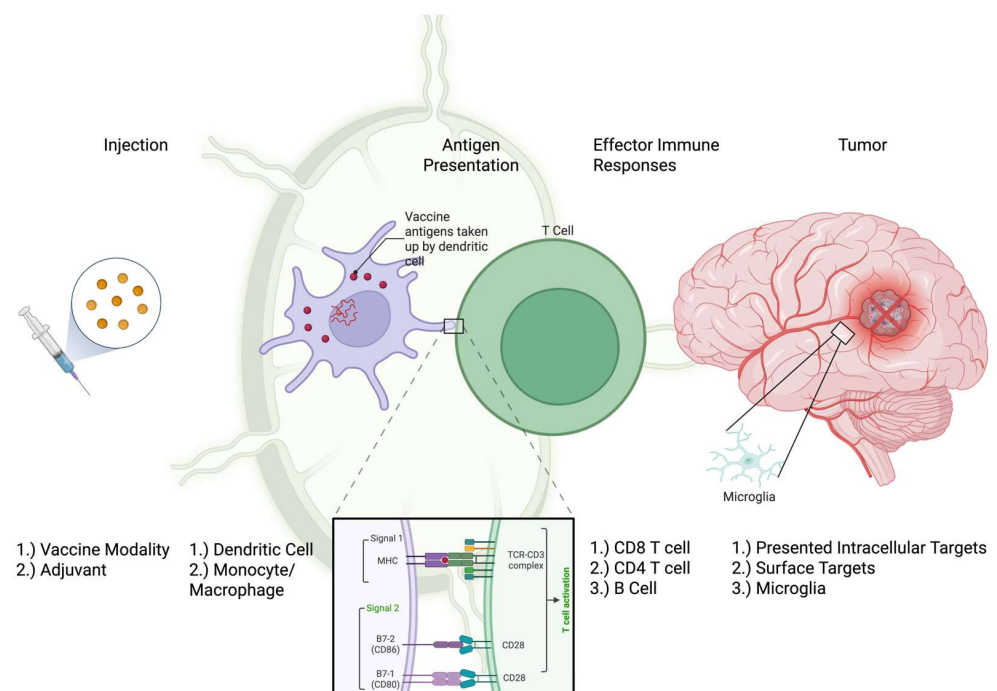 Injection
Antigen
Presentation
Effector Immune
Responses
Tumor
Vaccine
antigens taken
up by dendritic
cell
T Cell
Microglia
1.) Vaccine Modality
2.) Adjuvant
1.) Dendritic Cell
2.) Monocyte/
Macrophage
Signal 1
MHC
TCR-CD3
complex
Signal 2
B7-2
(CD86)
CD28
B7-1
(CD80)
CD28
T cell activation
1.) CD8 T cell
2.) CD4 T cell
3.) B Cell
1.) Presented Intracellular Targets
2.) Surface Targets
3.) Microglia